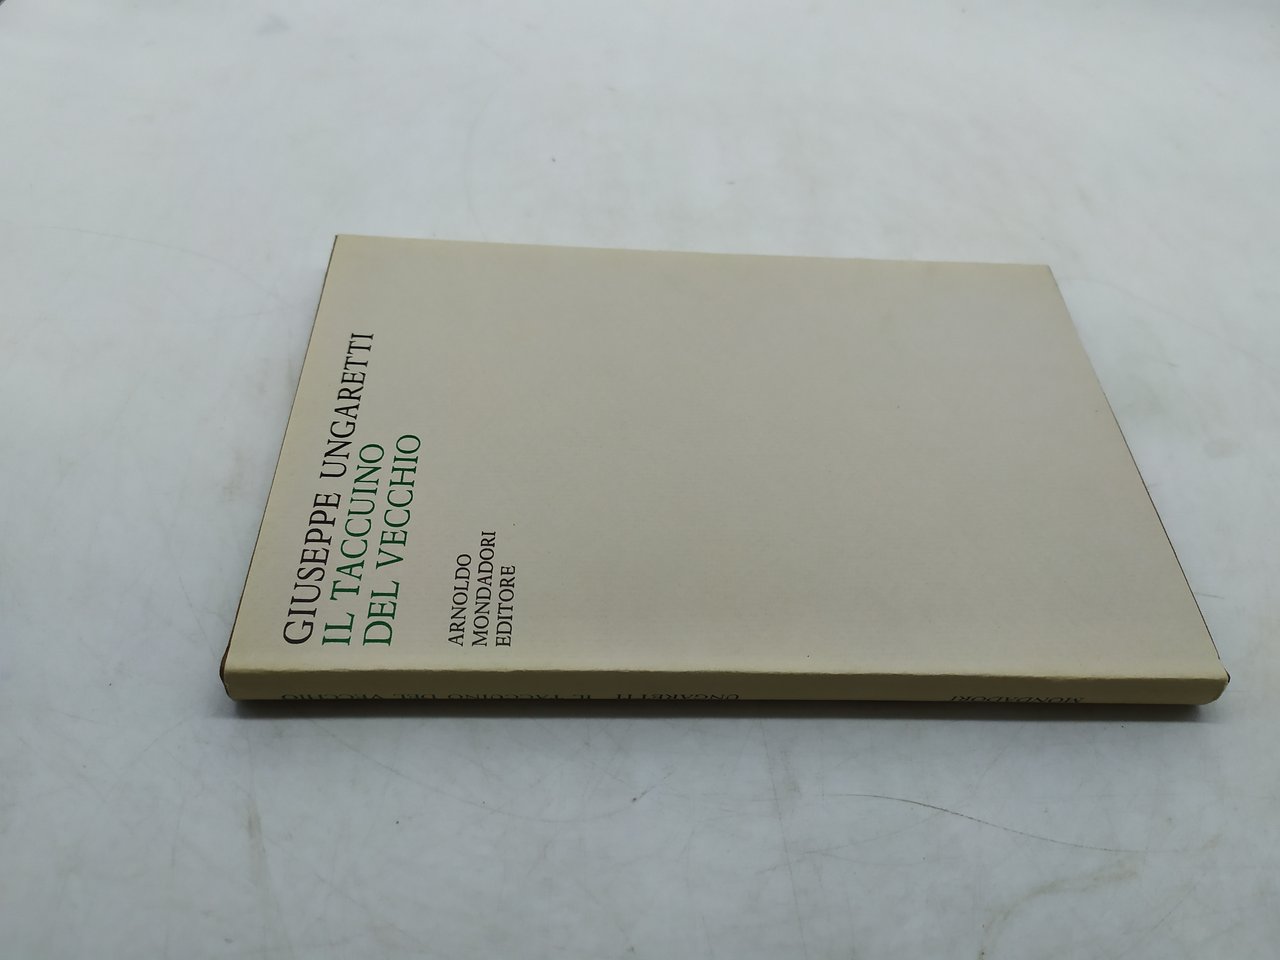 GIUSEPPE UNGARETTI
IL TACCUINO
DEL VECCHIO
ARNOLDO
MONDADORI
EDITORE
UNGARETTI IL TACCUINO DEL VECCHIO
MONDADORI